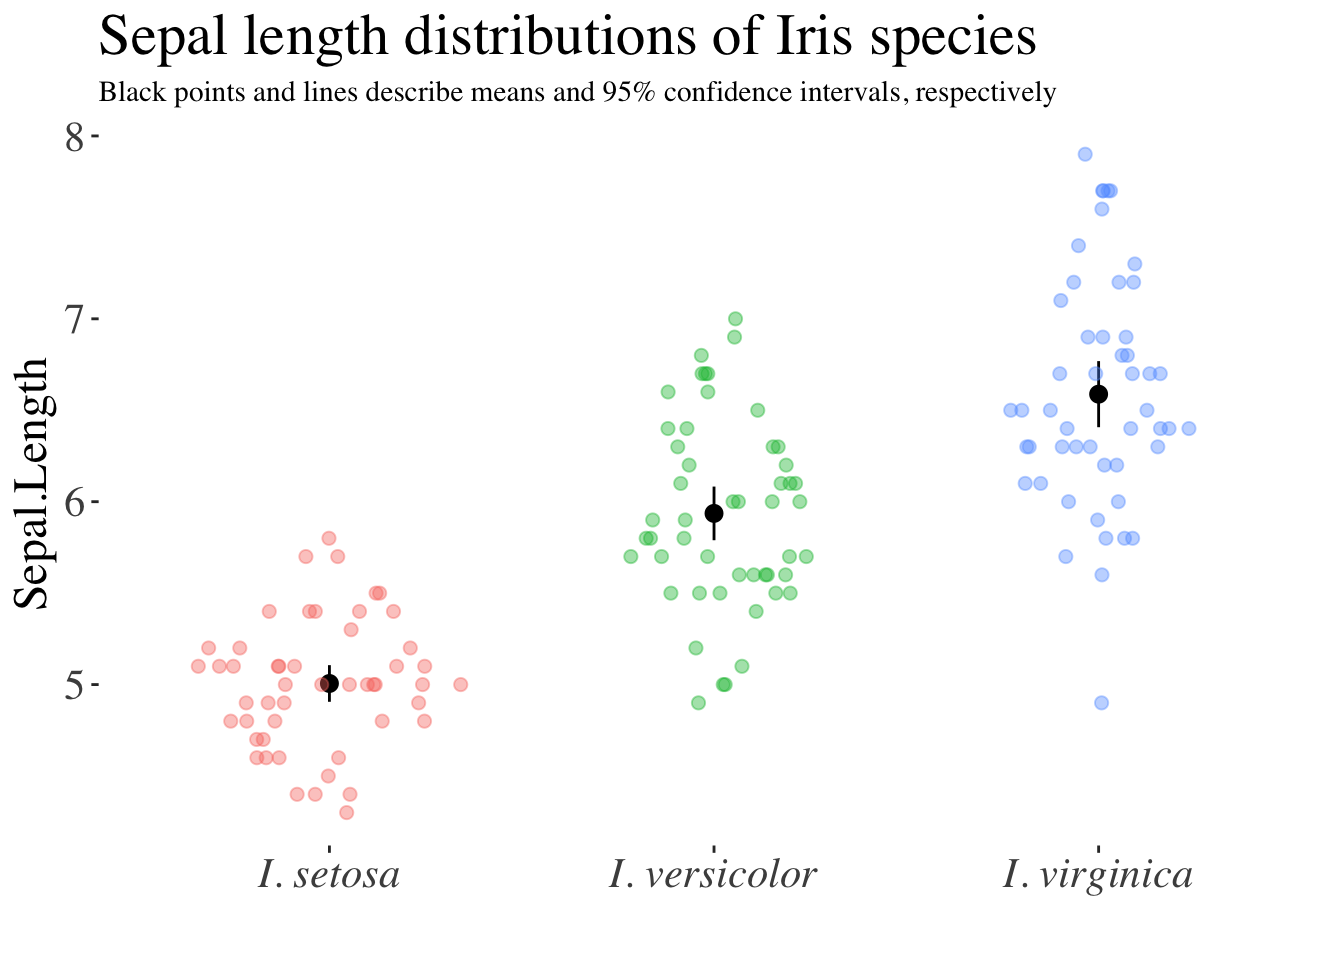 Sepal length distributions of Iris species
Black points and lines describe means and 95% confidence intervals, respectively
8
7
6
5
Sepal.Length
I. setosa
I. versicolor
I. virginica